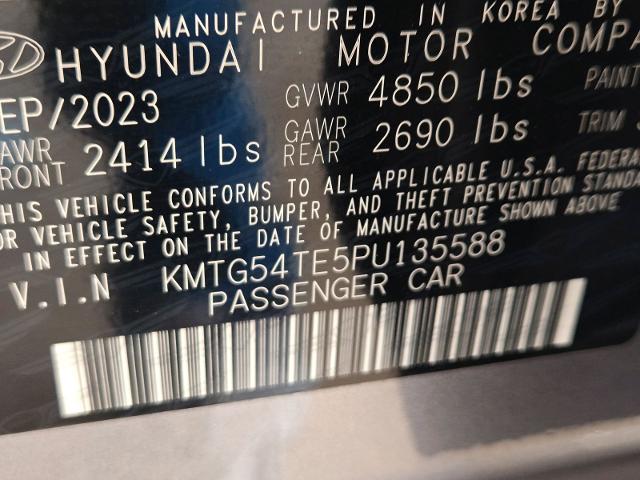 MANUFACTURED IN KOREA BY
HYUNDAI MOTOR COMPA
EP/2023 GVWR 4850 lbs PAINT
AWR FRONT 2414 lbs GAWR REAR 2690 lbs TRIM
HIS VEHICLE CONFORMS TO ALL APPLICABLE U.S.A. FEDERA
OR VEHICLE SAFETY, BUMPER, AND THEFT PREVENTION STANDA
IN EFFECT ON THE DATE OF MANUFACTURE SHOWN ABOVE
V.I.N KMTG54TE5PU135588
PASSENGER CAR